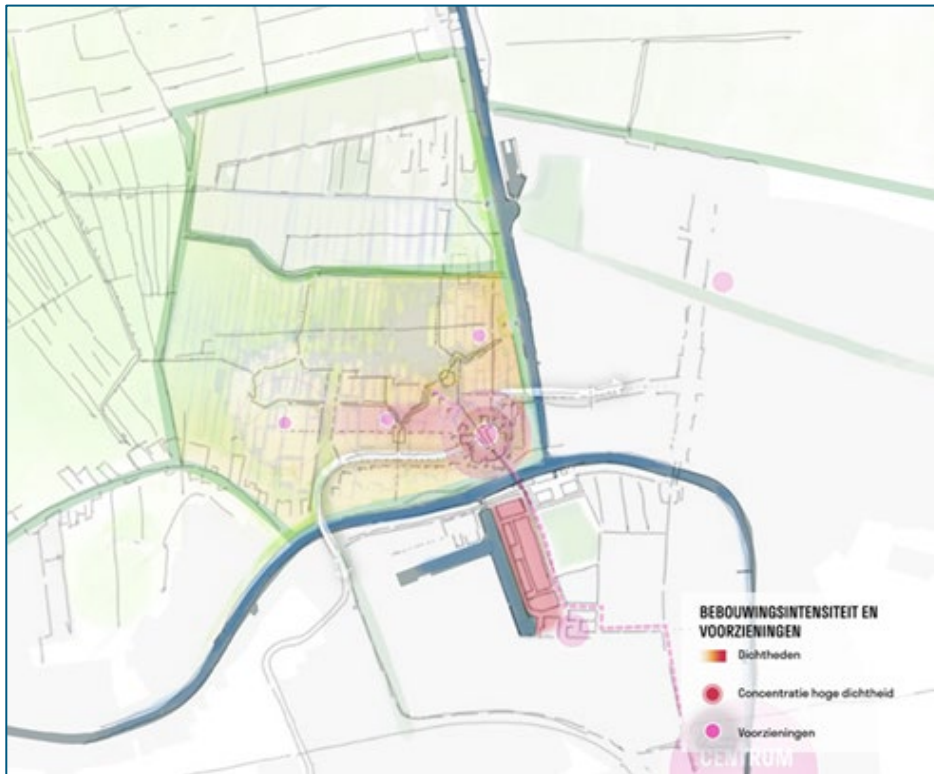 BEBOUWINGSINTENSITEIT EN
VOORZIENINGEN
Dichtheden
Concentratie hoge dichtheid
Voorzieningen
CENTRUM